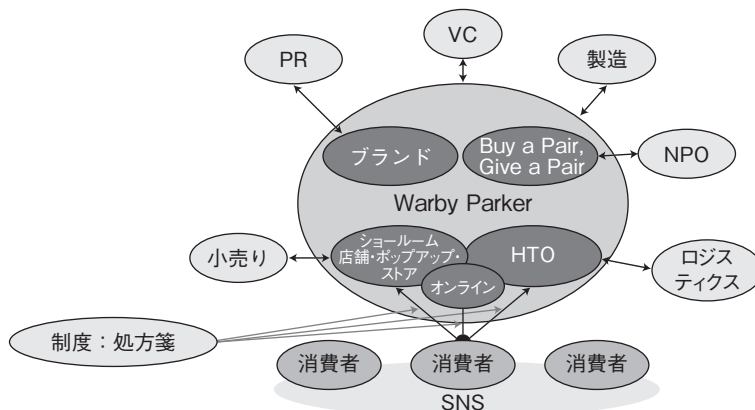 VC
PR
製造
ブランド
Buy a Pair,
Give a Pair
NPO
Warby Parker
小売り
ショールーム
店舗・ポップアップ・
ストア
HTO
オンライン
ロジス
ティクス
制度：処方箋
消費者
消費者
消費者
SNS